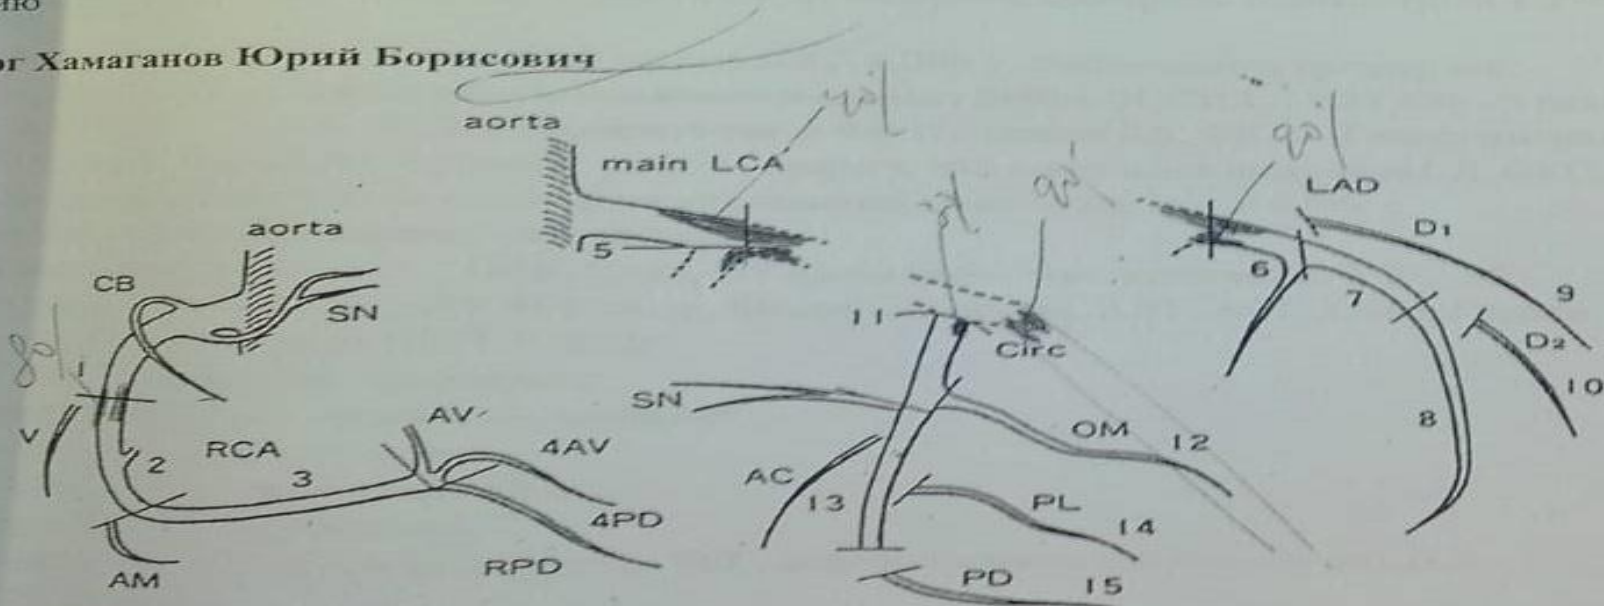 ию
ог Хамаганов Юрий Борисович
aorta
main LCA
5
aorta
CB
SN
1
V
2
RCA
3
AV
4AV
4PD
RPD
AM
LAD
D1
9
6
7
D2
10
8
11
Circ
SN
OM
12
AC
13
PL
14
PD
15